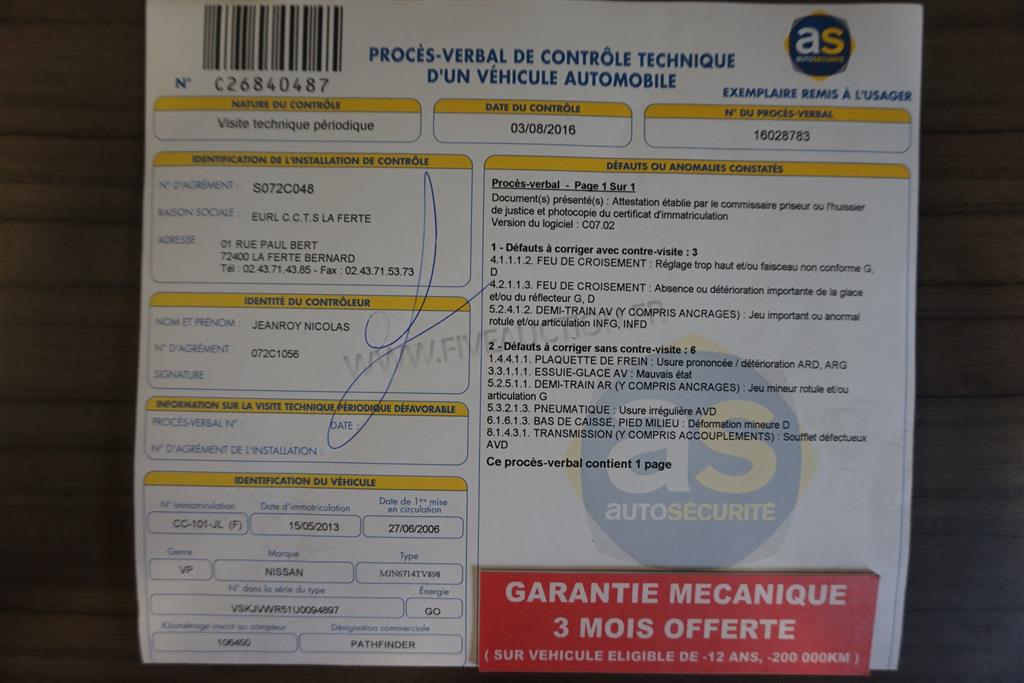 N° C26840487
PROCÈS-VERBAL DE CONTRÔLE TECHNIQUE
D'UN VÉHICULE AUTOMOBILE
as
AUTOSÉCURITÉ
EXEMPLAIRE REMIS À L'USAGER
NATURE DU CONTRÔLE
Visite technique périodique
DATE DU CONTRÔLE
03/08/2016
N° DU PROCÈS-VERBAL
16028783
IDENTIFICATION DE L'INSTALLATION DE CONTRÔLE
N° D'AGRÉMENT : S072C048
RAISON SOCIALE : EURL C.C.T.S LA FERTE
ADRESSE : 01 RUE PAUL BERT
72400 LA FERTE BERNARD
Tél : 02.43.71.43.85 - Fax : 02.43.71.53.73
IDENTITÉ DU CONTRÔLEUR
NOM ET PRÉNOM : JEANROY NICOLAS
N° D'AGRÉMENT : 072C1056
SIGNATURE :
INFORMATION SUR LA VISITE TECHNIQUE PÉRIODIQUE DÉFAVORABLE
PROCÈS-VERBAL N° : DATE :
N° D'AGRÉMENT DE L'INSTALLATION :
IDENTIFICATION DU VÉHICULE
N° Immatriculation
CC-101-JL (F)
Date d'immatriculation
15/05/2013
Date de 1ère mise
en circulation
27/06/2006
Genre
VP
Marque
NISSAN
Type
MJN6714TV898
N° dans la série du type
VSKJVWR51U0094897
Énergie
GO
Kilométrage inscrit au compteur
106450
Désignation commerciale
PATHFINDER
DÉFAUTS OU ANOMALIES CONSTATÉS
Procès-verbal - Page 1 Sur 1
Document(s) présenté(s) : Attestation établie par le commissaire priseur ou l'huissier
de justice et photocopie du certificat d'immatriculation
Version du logiciel : C07.02
1 - Défauts à corriger avec contre-visite : 3
4.1.1.1.2. FEU DE CROISEMENT : Réglage trop haut et/ou faisceau non conforme G,
D
4.2.1.1.3. FEU DE CROISEMENT : Absence ou détérioration importante de la glace
et/ou du réflecteur G, D
5.2.4.1.2. DEMI-TRAIN AV (Y COMPRIS ANCRAGES) : Jeu important ou anormal
rotule et/ou articulation INFG, INFD
2 - Défauts à corriger sans contre-visite : 6
1.4.4.1.1. PLAQUETTE DE FREIN : Usure prononcée / détérioration ARD, ARG
3.3.1.1.1. ESSUIE-GLACE AV : Mauvais état
5.2.5.1.1. DEMI-TRAIN AR (Y COMPRIS ANCRAGES) : Jeu mineur rotule et/ou
articulation G
5.3.2.1.3. PNEUMATIQUE : Usure irrégulière AVD
6.1.6.1.3. BAS DE CAISSE, PIED MILIEU : Déformation mineure D
8.1.4.3.1. TRANSMISSION (Y COMPRIS ACCOUPLEMENTS) : Soufflet défectueux
AVD
Ce procès-verbal contient 1 page
as
AUTOSÉCURITÉ
WWW.FIVEAUCTION.FR
GARANTIE MECANIQUE
3 MOIS OFFERTE
( SUR VEHICULE ELIGIBLE DE -12 ANS, -200 000KM )